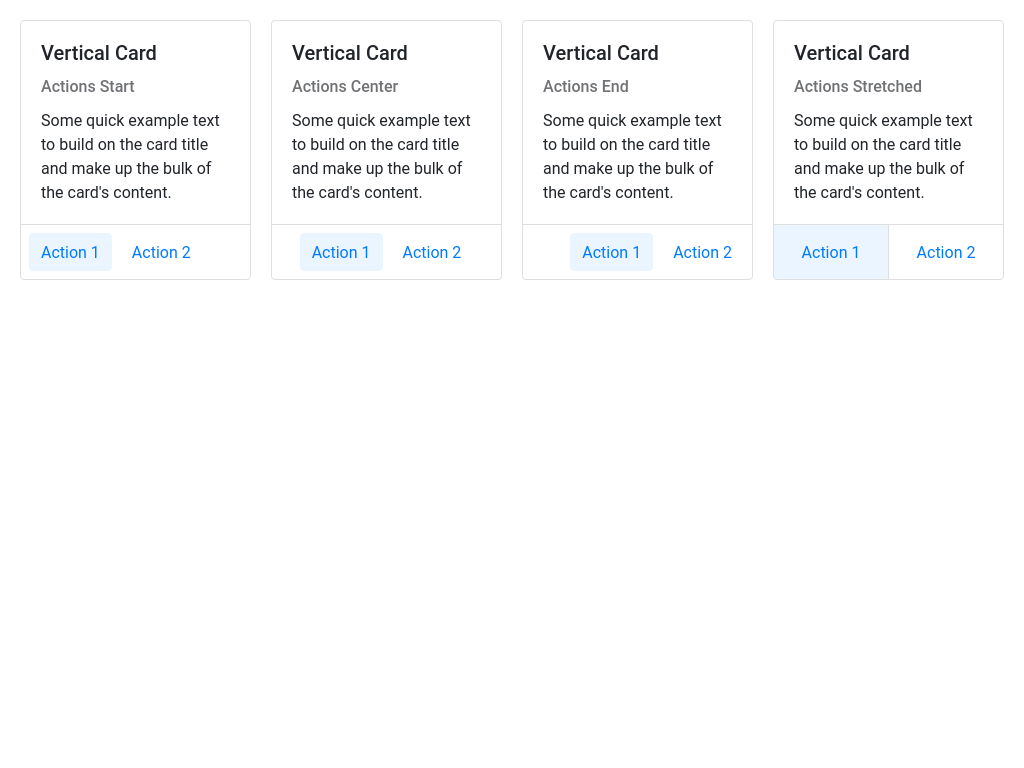 Vertical Card
Actions Start
Some quick example text
to build on the card title
and make up the bulk of
the card's content.
Action 1 Action 2
Vertical Card
Actions Center
Some quick example text
to build on the card title
and make up the bulk of
the card's content.
Action 1 Action 2
Vertical Card
Actions End
Some quick example text
to build on the card title
and make up the bulk of
the card's content.
Action 1 Action 2
Vertical Card
Actions Stretched
Some quick example text
to build on the card title
and make up the bulk of
the card's content.
Action 1 Action 2